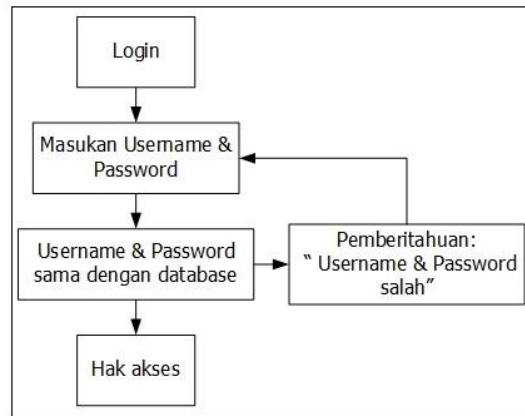 Login
Masukan Username &
Password
Username & Password
sama dengan database
Pemberitahuan:
“ Username & Password
salah”
Hak akses